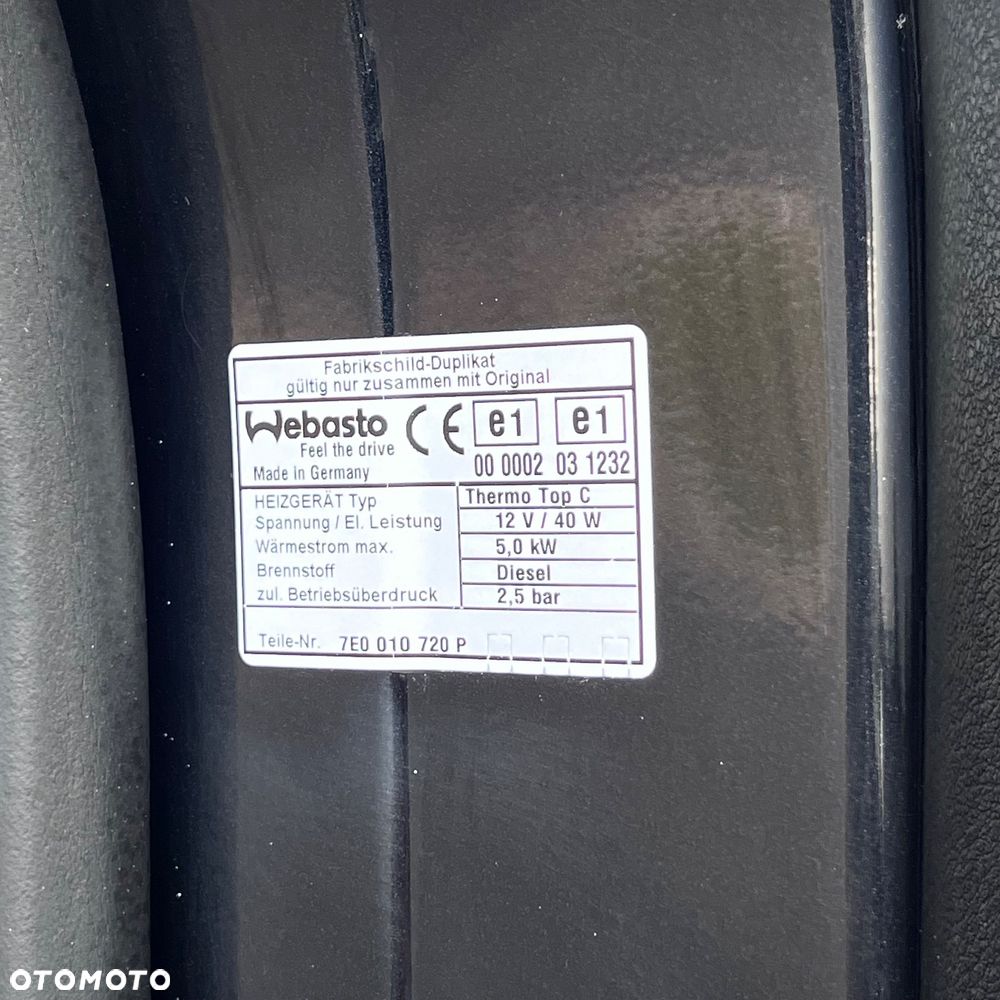 Fabrikschild-Duplikat
gültig nur zusammen mit Original
Webasto CE e1 e1
Feel the drive
Made in Germany 00 0002 03 1232
HEIZGERÄT Typ Thermo Top C
Spannung / El. Leistung 12 V / 40 W
Wärmestrom max. 5,0 kW
Brennstoff Diesel
zul. Betriebsüberdruck 2,5 bar
Teile-Nr. 7E0 010 720 P
OTOMOTO